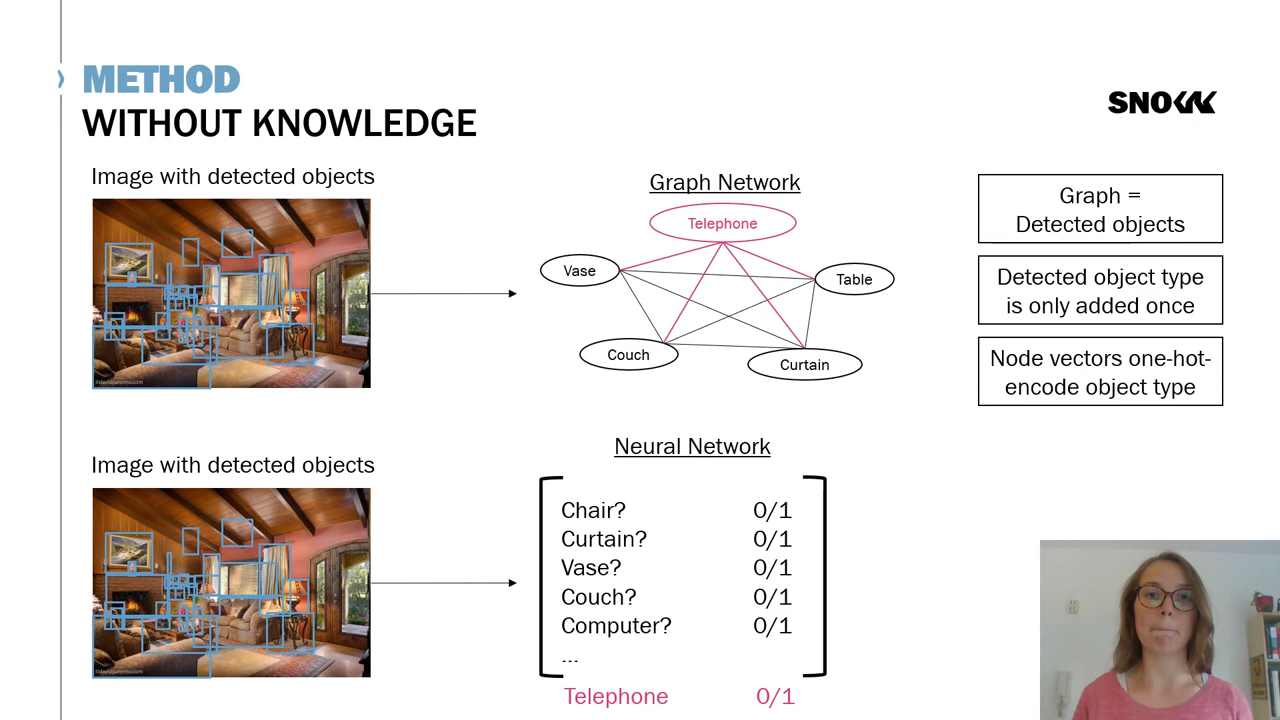 METHOD
WITHOUT KNOWLEDGE
SNO
Image with detected objects
Graph Network
Telephone
Vase
Table
Couch
Curtain
Graph =
Detected objects
Detected object type
is only added once
Node vectors one-hot-
encode object type
Image with detected objects
Neural Network
Chair? 0/1
Curtain? 0/1
Vase? 0/1
Couch? 0/1
Computer? 0/1
...
Telephone 0/1